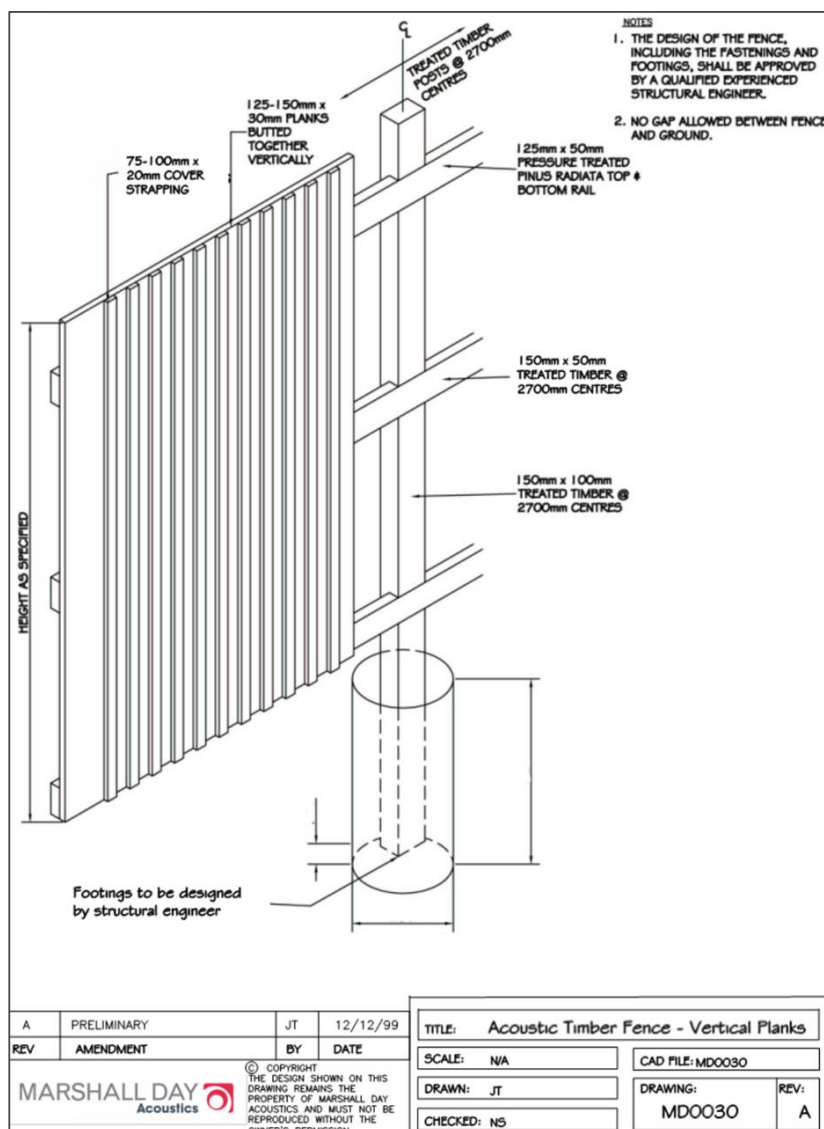 NOTES
1. THE DESIGN OF THE FENCE,
INCLUDING THE FASTENINGS AND
FOOTINGS, SHALL BE APPROVED
BY A QUALIFIED EXPERIENCED
STRUCTURAL ENGINEER.
2. NO GAP ALLOWED BETWEEN FENCE
AND GROUND.
CL
TREATED TIMBER
POSTS @ 2700mm
CENTRES
125-150mm x
30mm PLANKS
BUTTED
TOGETHER
VERTICALLY
75-100mm x
20mm COVER
STRAPPING
125mm x 50mm
PRESSURE TREATED
PINUS RADIATA TOP &
BOTTOM RAIL
150mm x 50mm
TREATED TIMBER @
2700mm CENTRES
150mm x 100mm
TREATED TIMBER @
2700mm CENTRES
HEIGHT AS SPECIFIED
Footings to be designed
by structural engineer
A PRELIMINARY JT 12/12/99
REV AMENDMENT BY DATE
MARSHALL DAY
Acoustics
© COPYRIGHT
THE DESIGN SHOWN ON THIS
DRAWING REMAINS THE
PROPERTY OF MARSHALL DAY
ACOUSTICS AND MUST NOT BE
REPRODUCED WITHOUT THE
OWNER'S PERMISSION
TITLE: Acoustic Timber Fence - Vertical Planks
SCALE: N/A
CAD FILE: MD0030
DRAWN: JT
DRAWING: MD0030
REV: A
CHECKED: NS